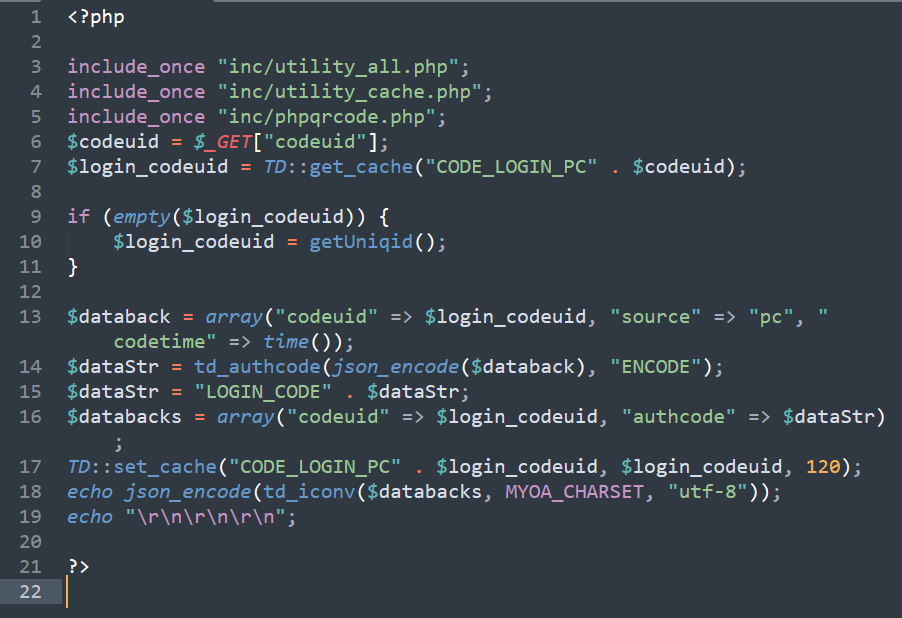 1 <?php
2
3 include_once "inc/utility_all.php";
4 include_once "inc/utility_cache.php";
5 include_once "inc/phpqrcode.php";
6 $codeuid = $_GET["codeuid"];
7 $login_codeuid = TD::get_cache("CODE_LOGIN_PC" . $codeuid);
8
9 if (empty($login_codeuid)) {
10     $login_codeuid = getUniqid();
11 }
12
13 $databack = array("codeuid" => $login_codeuid, "source" => "pc", "
codetime" => time());
14 $dataStr = td_authcode(json_encode($databack), "ENCODE");
15 $dataStr = "LOGIN_CODE" . $dataStr;
16 $databacks = array("codeuid" => $login_codeuid, "authcode" => $dataStr)
;
17 TD::set_cache("CODE_LOGIN_PC" . $login_codeuid, $login_codeuid, 120);
18 echo json_encode(td_iconv($databacks, MYOA_CHARSET, "utf-8"));
19 echo "\r\n\r\n\r\n";
20
21 ?>
22